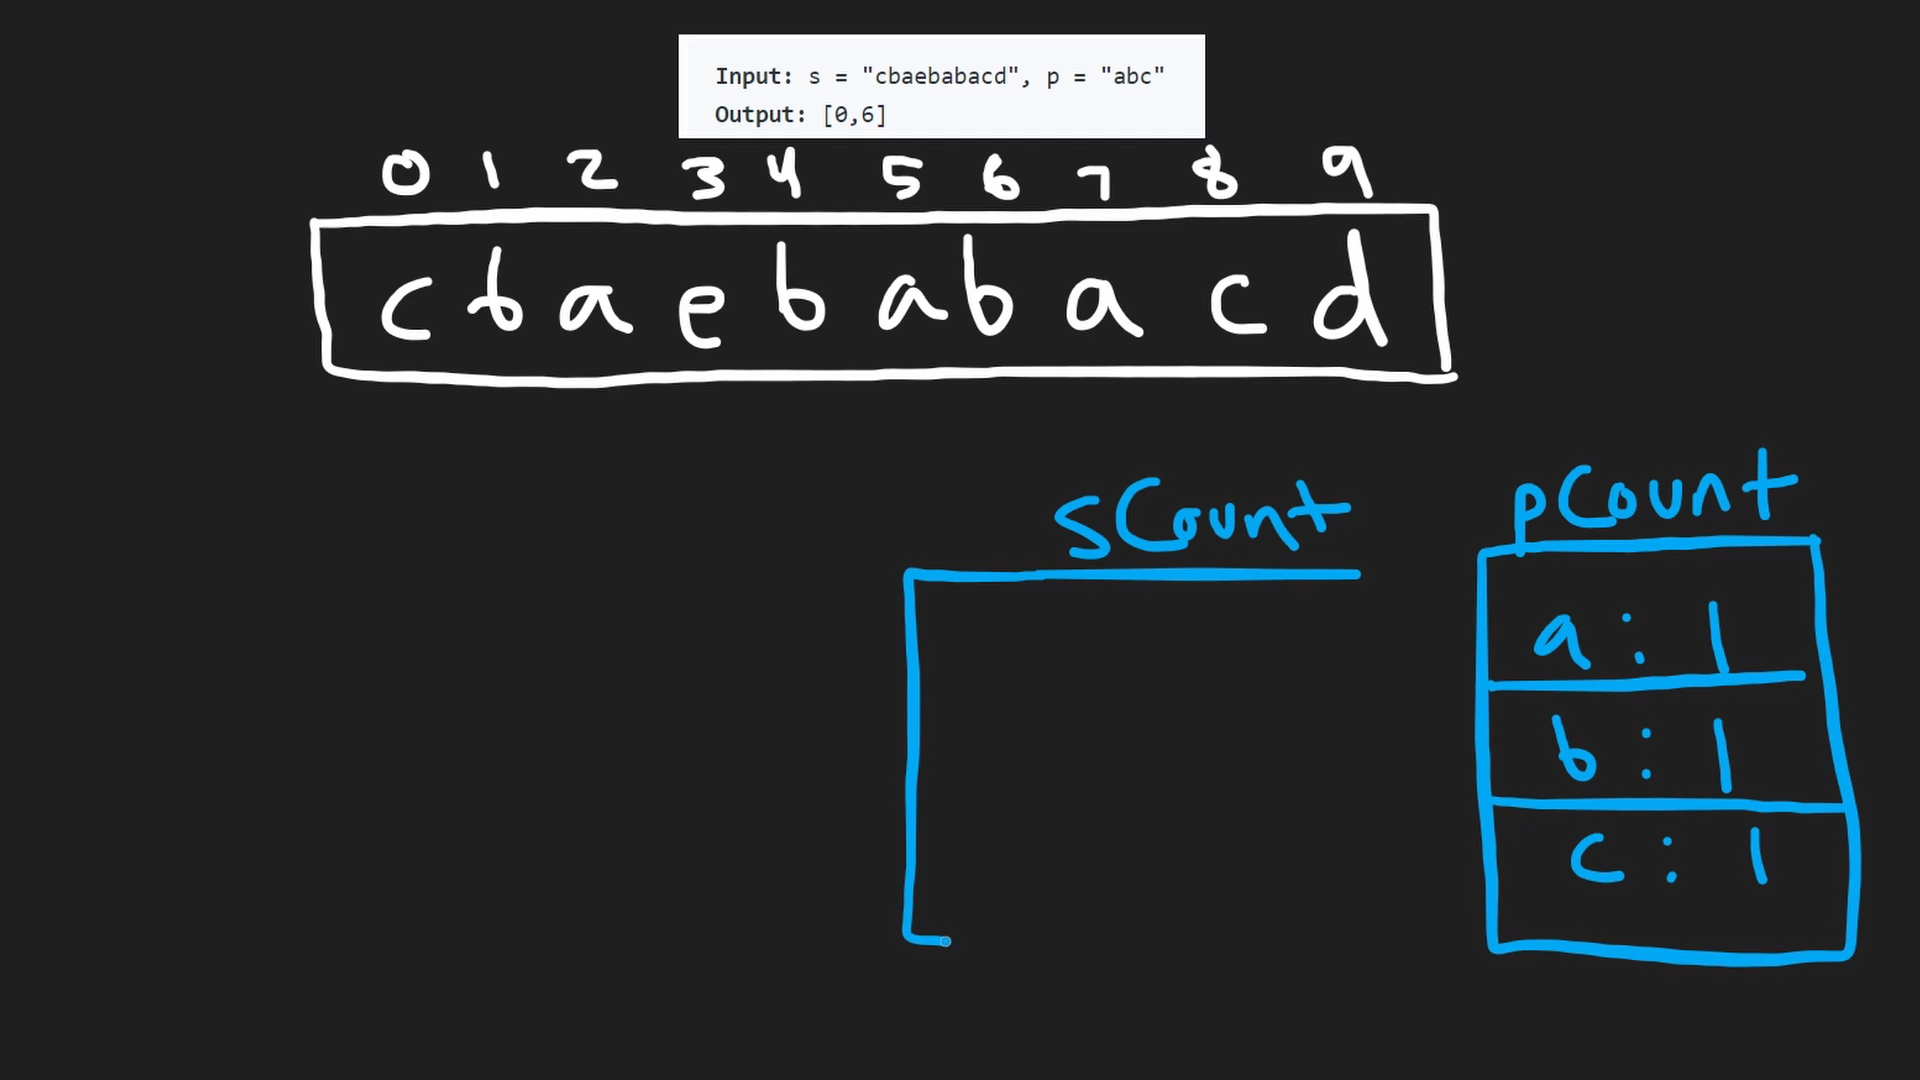 Input: s = "cbaebabacd", p = "abc"
Output: [0,6]
0 1 2 3 4 5 6 7 8 9
c b a e b a b a c d
sCount
pCount
a : 1
b : 1
c : 1